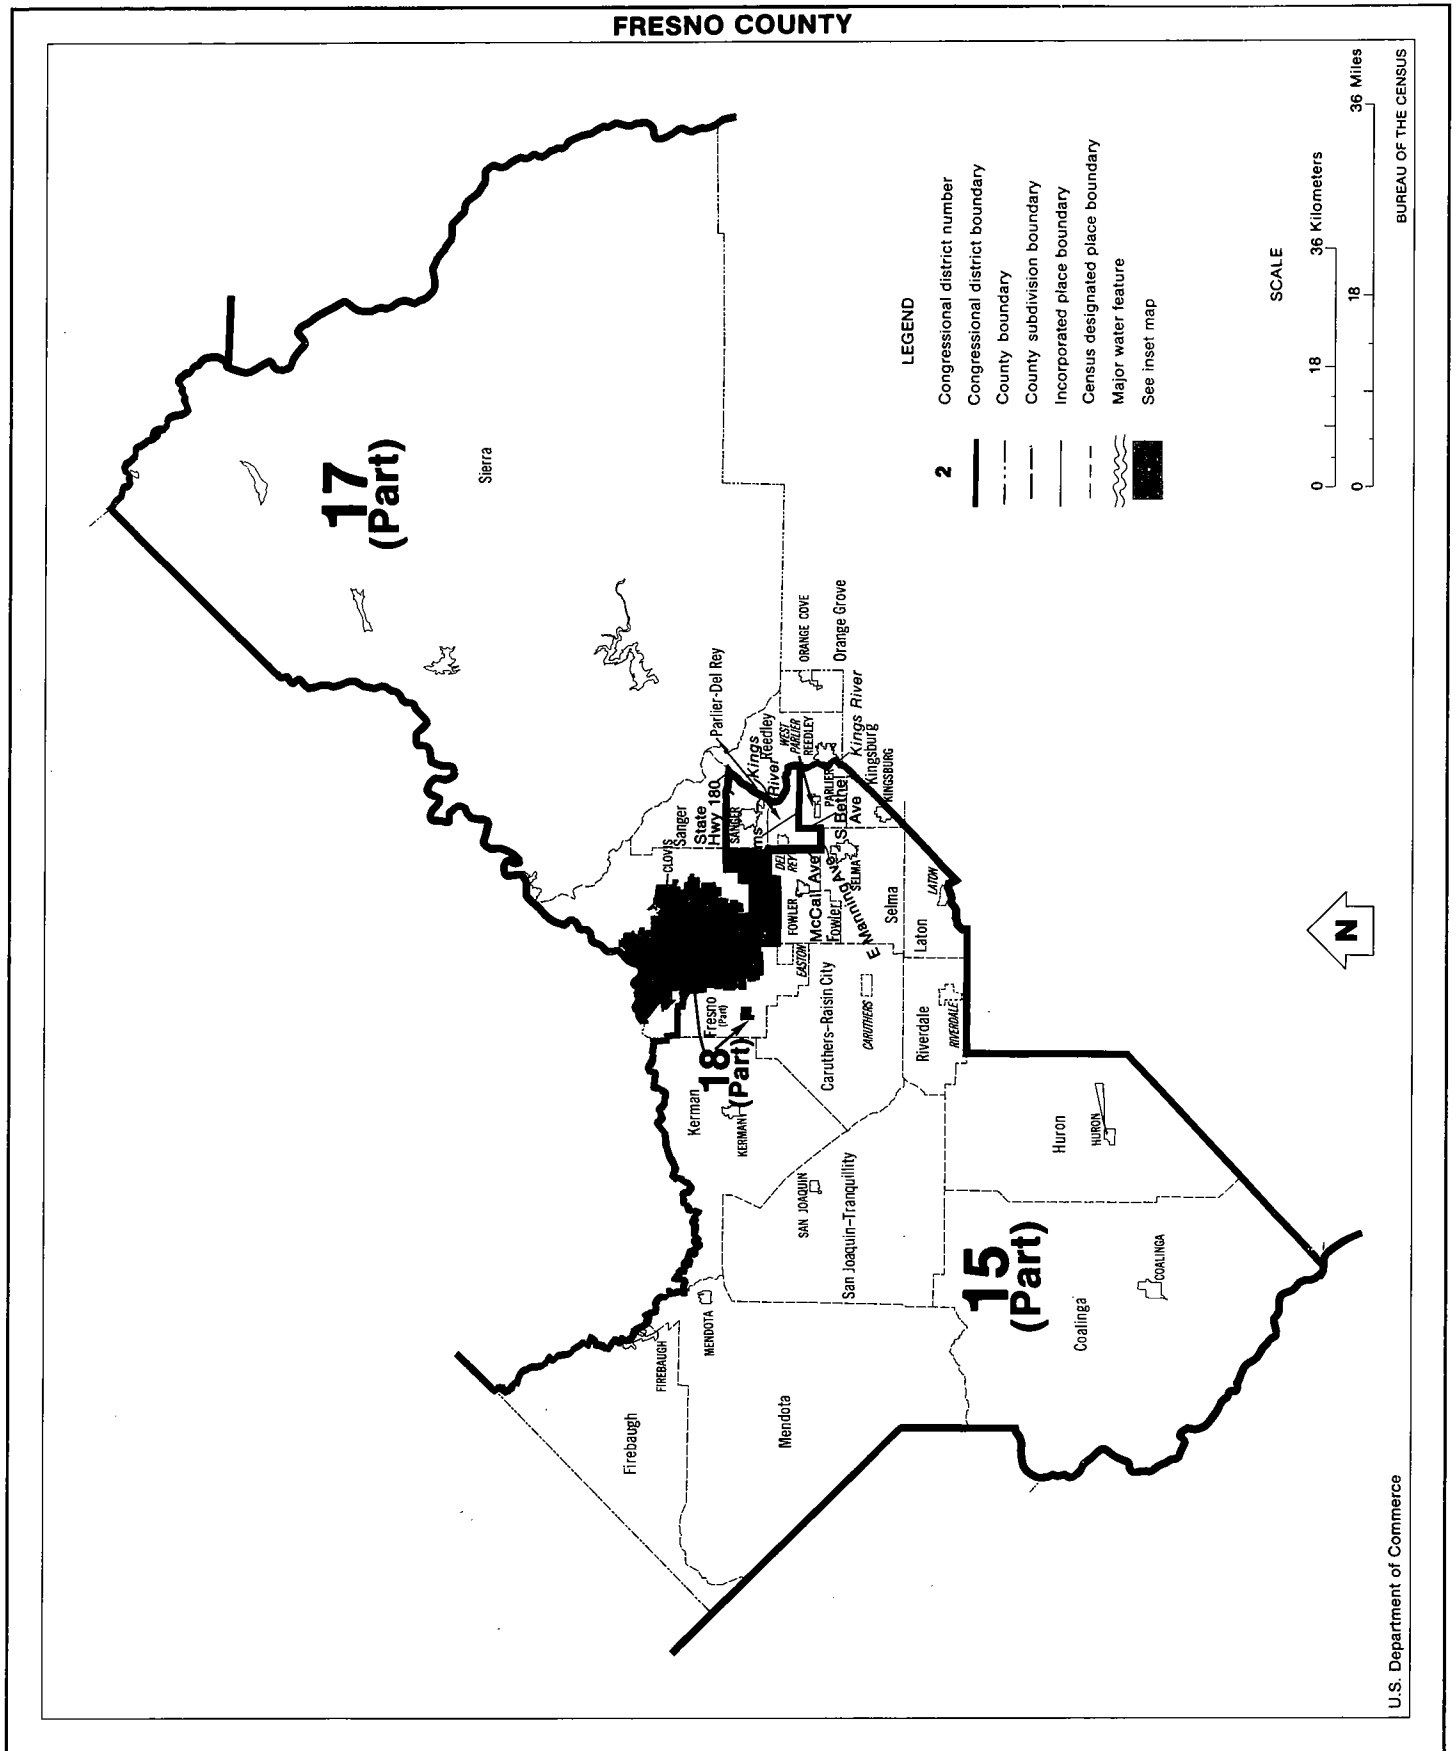 FRESNO COUNTY
17
(Part)
Sierra
Parlier-Del Rey
ORANGE COVE
Orange Grove
Kings
River
Reedley
WEST
PARLIER
REEDLEY
Kings River
Kingsburg
KINGSBURG
PARLIER
S Bethel
Ave
Sanger
State
Hwy 180
SANGER
CLOVIS
DEL
REY
McCall Ave
E Manning Ave
SELMA
Selma
FOWLER
Fowler
LATON
Laton
EASTON
Fresno
(Part)
18
(Part)
Caruthers-Raisin City
CARUTHERS
Riverdale
RIVERDALE
Kerman
KERMAN
SAN JOAQUIN
San Joaquin-Tranquillity
Huron
HURON
15
(Part)
COALINGA
Coalinga
MENDOTA
Mendota
FIREBAUGH
Firebaugh
LEGEND
2 Congressional district number
Congressional district boundary
County boundary
County subdivision boundary
Incorporated place boundary
Census designated place boundary
Major water feature
See inset map
SCALE
0 18 36 Kilometers
0 18 36 Miles
N
U.S. Department of Commerce
BUREAU OF THE CENSUS